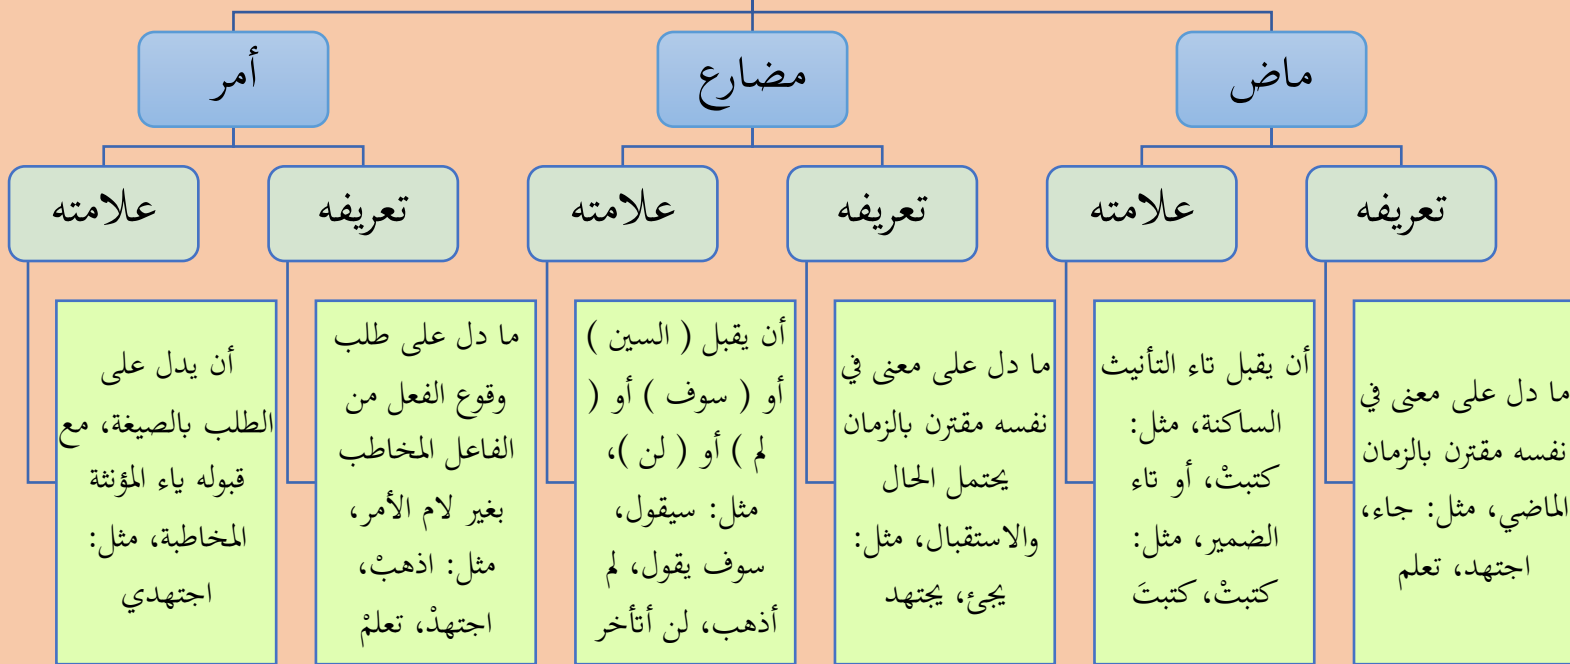 ماض
مضارع
أمر
تعريفه
علامته
تعريفه
علامته
تعريفه
علامته
ما دل على معنى في
نفسه مقترن بالزمان
الماضي، مثل: جاء،
اجتهد، تعلم
أن يقبل تاء التأنيث
الساكنة، مثل:
كتبتْ، أو تاء
الضمير، مثل:
كتبتْ، كتبتَ
ما دل على معنى في
نفسه مقترن بالزمان
يحتمل الحال
والاستقبال، مثل:
يجئ، يجتهد
أن يقبل ( السين )
أو ( سوف ) أو (
لم ) أو ( لن )،
مثل: سيقول،
سوف يقول، لم
أذهب، لن أتأخر
ما دل على طلب
وقوع الفعل من
الفاعل المخاطب
بغير لام الأمر،
مثل: اذهبْ،
اجتهدْ، تعلمْ
أن يدل على
الطلب بالصيغة، مع
قبوله ياء المؤنثة
المخاطبة، مثل:
اجتهدي